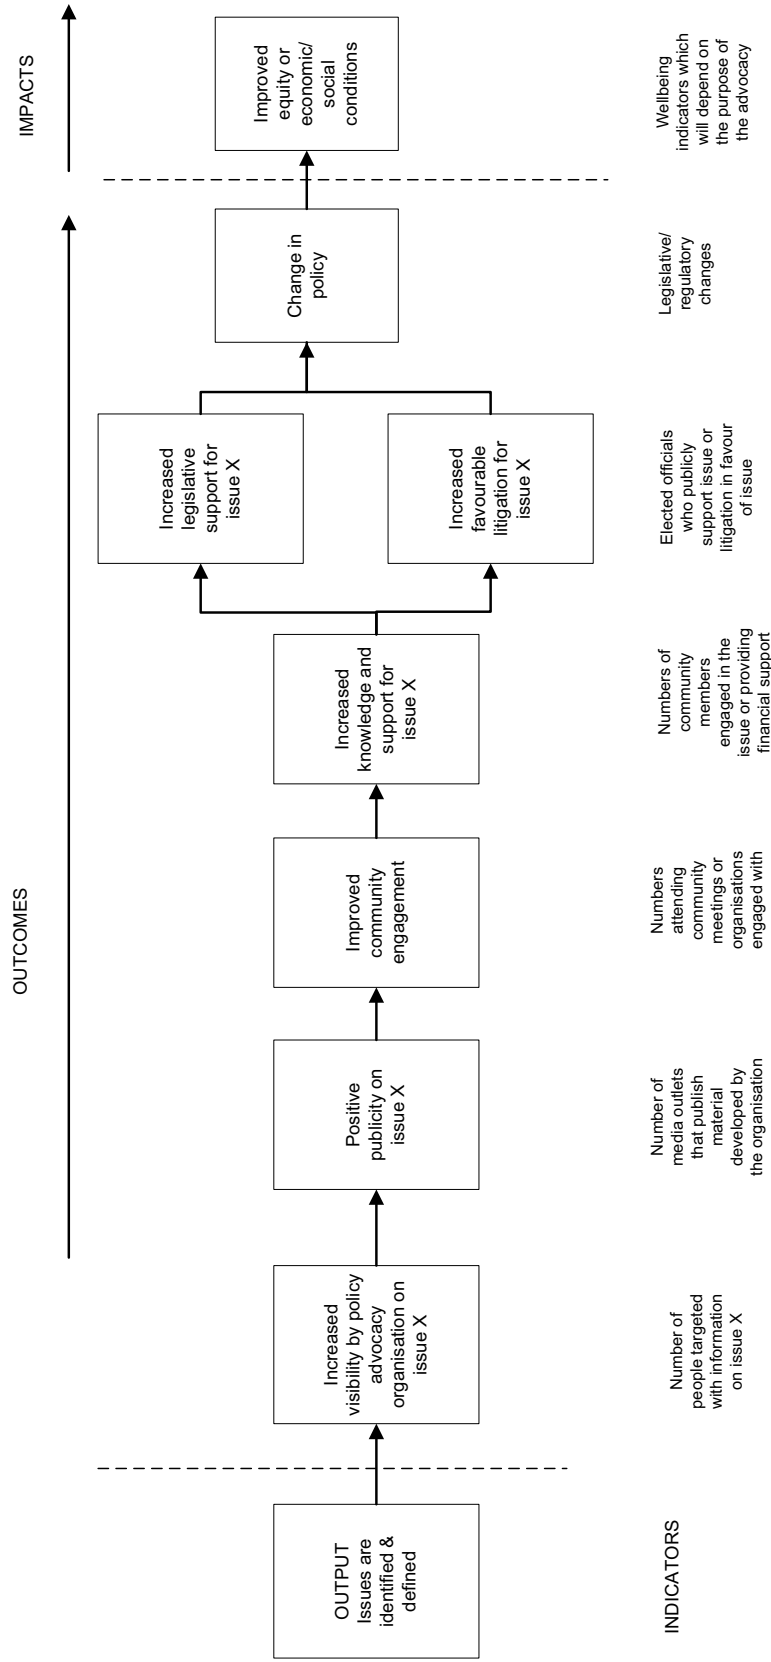 OUTCOMES
IMPACTS
OUTPUT
Issues are
identified &
defined
Increased
visibility by policy
advocacy
organisation on
issue X
Positive
publicity on
issue X
Improved
community
engagement
Increased
knowledge and
support for
issue X
Increased
legislative
support for
issue X
Increased
favourable
litigation for
issue X
Change in
policy
Improved
equity or
economic/
social
conditions
INDICATORS
Number of
people targeted
with information
on issue X
Number of
media outlets
that publish
material
developed by
the organisation
Numbers
attending
community
meetings or
organisations
engaged with
Numbers of
community
members
engaged in the
issue or providing
financial support
Elected officials
who publicly
support issue or
litigation in favour
of issue
Legislative/
regulatory
changes
Wellbeing
indicators which
will depend on
the purpose of
the advocacy